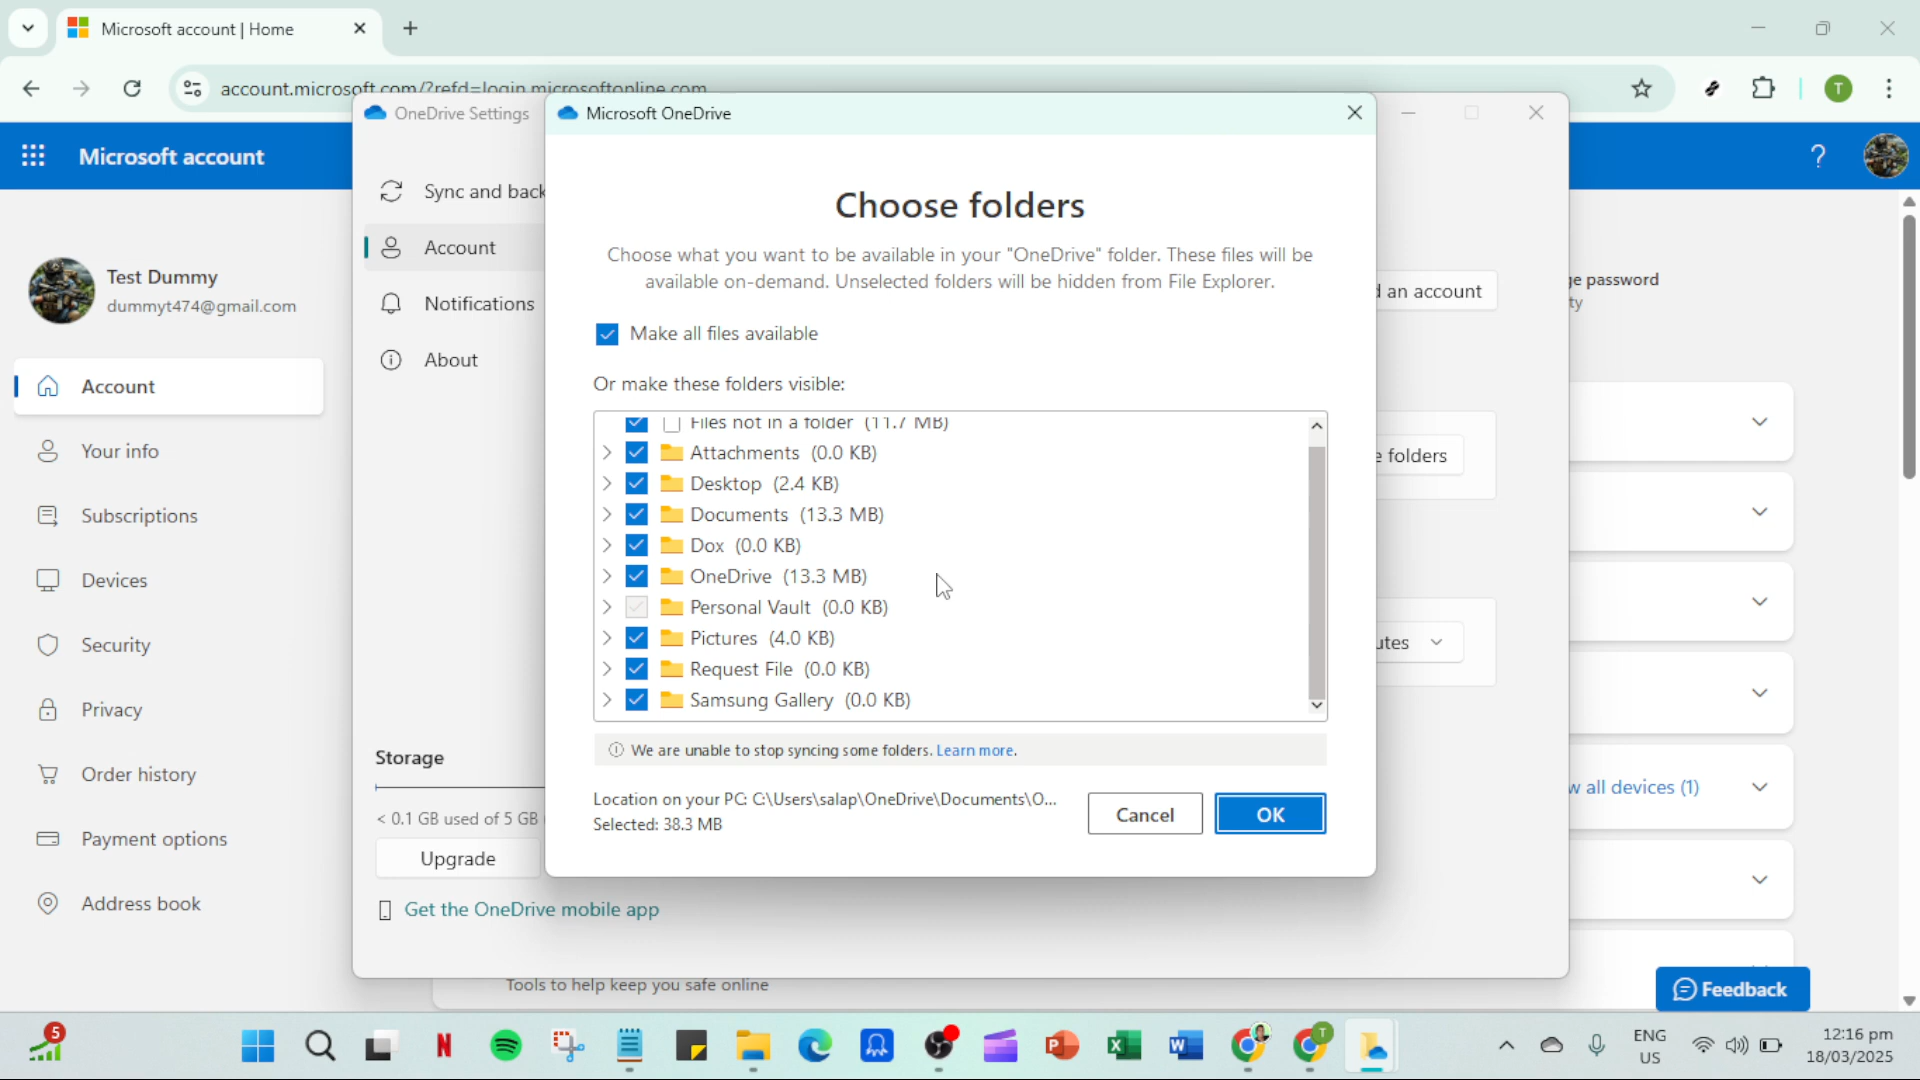 Microsoft account | Home
account.microsoft.com/?refd=login.microsoftonline.com
Microsoft account
?
Test Dummy
dummyt474@gmail.com
Account
Your info
Subscriptions
Devices
Security
Privacy
Order history
Payment options
Address book
OneDrive Settings
Sync and back
Account
Notifications
About
Storage
< 0.1 GB used of 5 GB
Upgrade
Get the OneDrive mobile app
Microsoft OneDrive
Choose folders
Choose what you want to be available in your "OneDrive" folder. These files will be
available on-demand. Unselected folders will be hidden from File Explorer.
Make all files available
Or make these folders visible:
Files not in a folder (11.7 MB)
Attachments (0.0 KB)
Desktop (2.4 KB)
Documents (13.3 MB)
Dox (0.0 KB)
OneDrive (13.3 MB)
Personal Vault (0.0 KB)
Pictures (4.0 KB)
Request File (0.0 KB)
Samsung Gallery (0.0 KB)
We are unable to stop syncing some folders. Learn more.
Location on your PC: C:\Users\salap\OneDrive\Documents\O...
Selected: 38.3 MB
Cancel
OK
an account
folders
utes
ge password
ty
w all devices (1)
Tools to help keep you safe online
Feedback
T
5
T
ENG
US
12:16 pm
18/03/2025